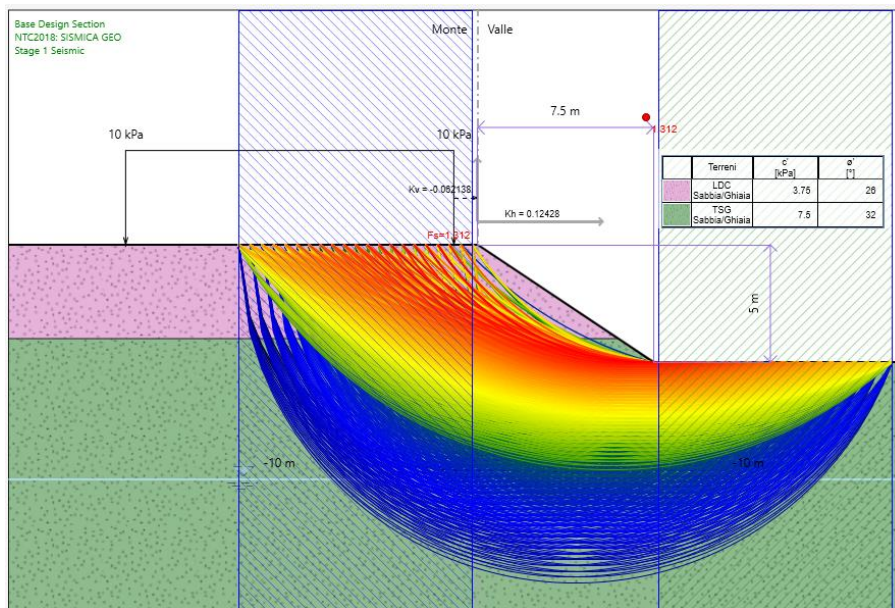 Base Design Section
NTC2018: SISMICA GEO
Stage 1 Seismic
Monte
Valle
7.5 m
10 kPa
10 kPa
1.312
Terreni c' [kPa] ø' [°]
LDC Sabbia/Ghiaia 3.75 26
TSG Sabbia/Ghiaia 7.5 32
Kv = -0.062138
Kh = 0.12428
Fs=1.312
5 m
-10 m
-10 m